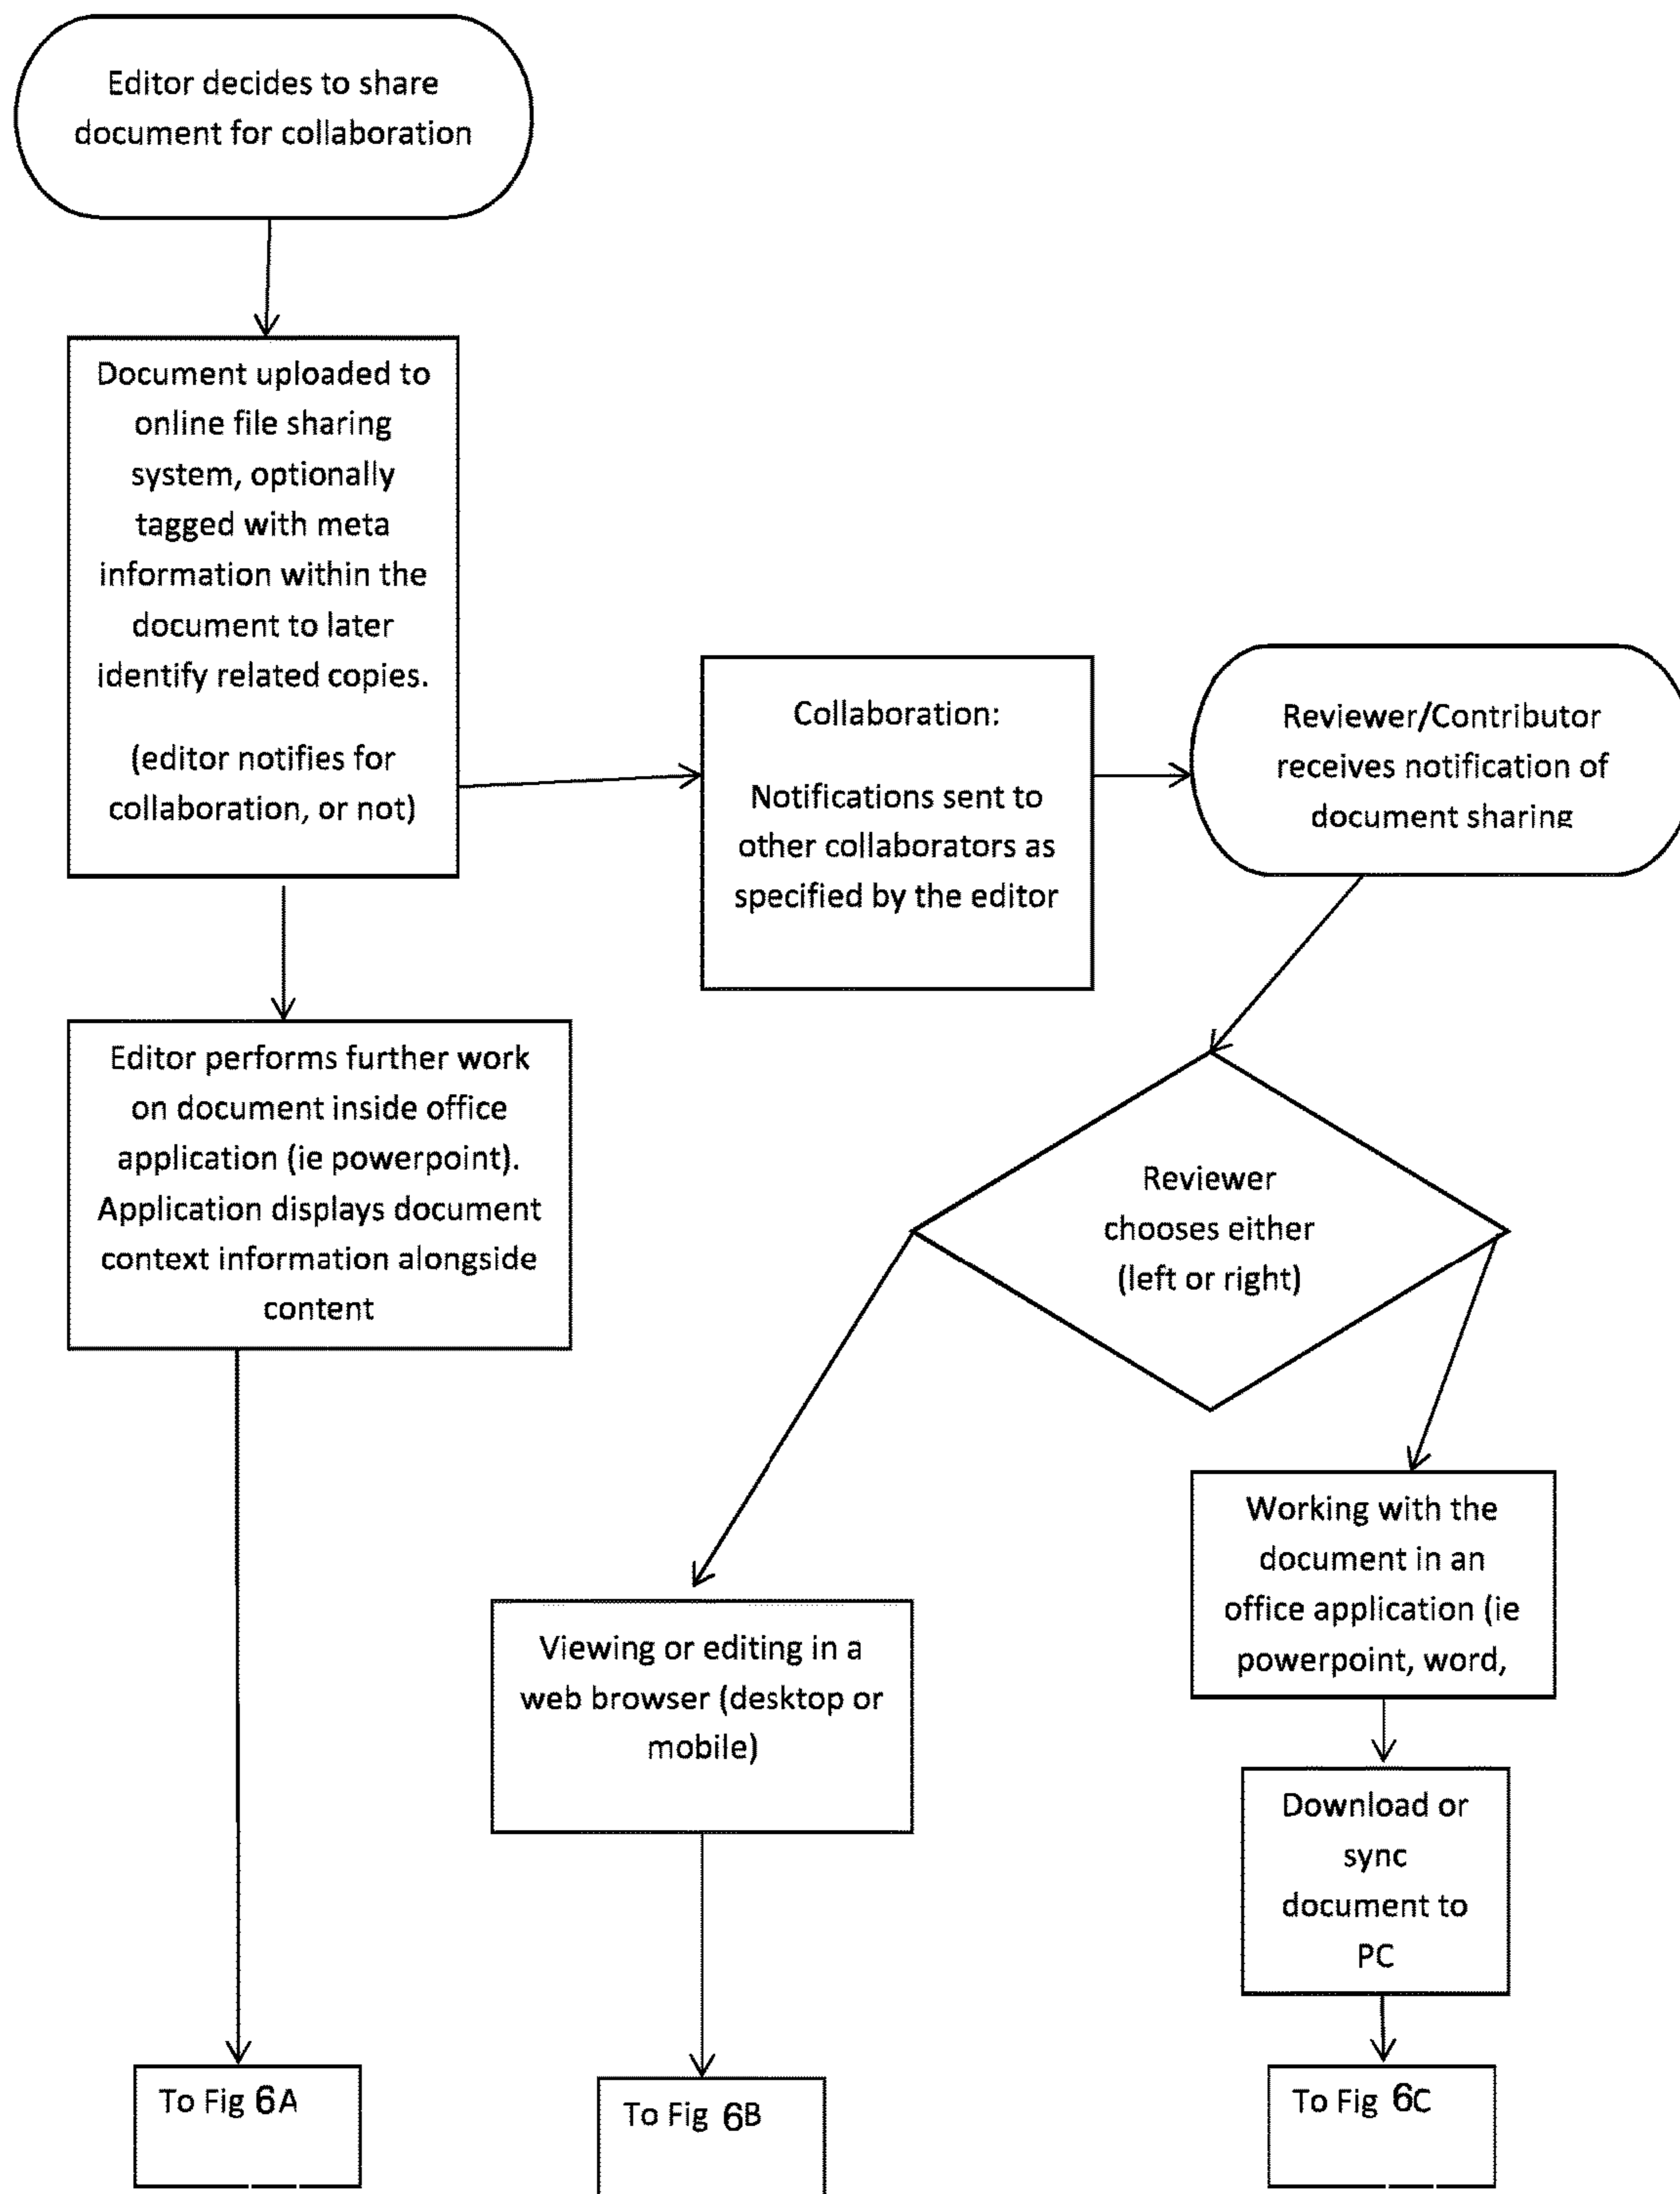 Editor decides to share
document for collaboration
Document uploaded to
online file sharing
system, optionally
tagged with meta
information within the
document to later
identify related copies.
(editor notifies for
collaboration, or not)
Collaboration:
Notifications sent to
other collaborators as
specified by the editor
Reviewer/Contributor
receives notification of
document sharing
Editor performs further work
on document inside office
application (ie powerpoint).
Application displays document
context information alongside
content
Reviewer
chooses either
(left or right)
Viewing or editing in a
web browser (desktop or
mobile)
Working with the
document in an
office application (ie
powerpoint, word,
Download or
sync
document to
PC
To Fig 6A
To Fig 6B
To Fig 6C